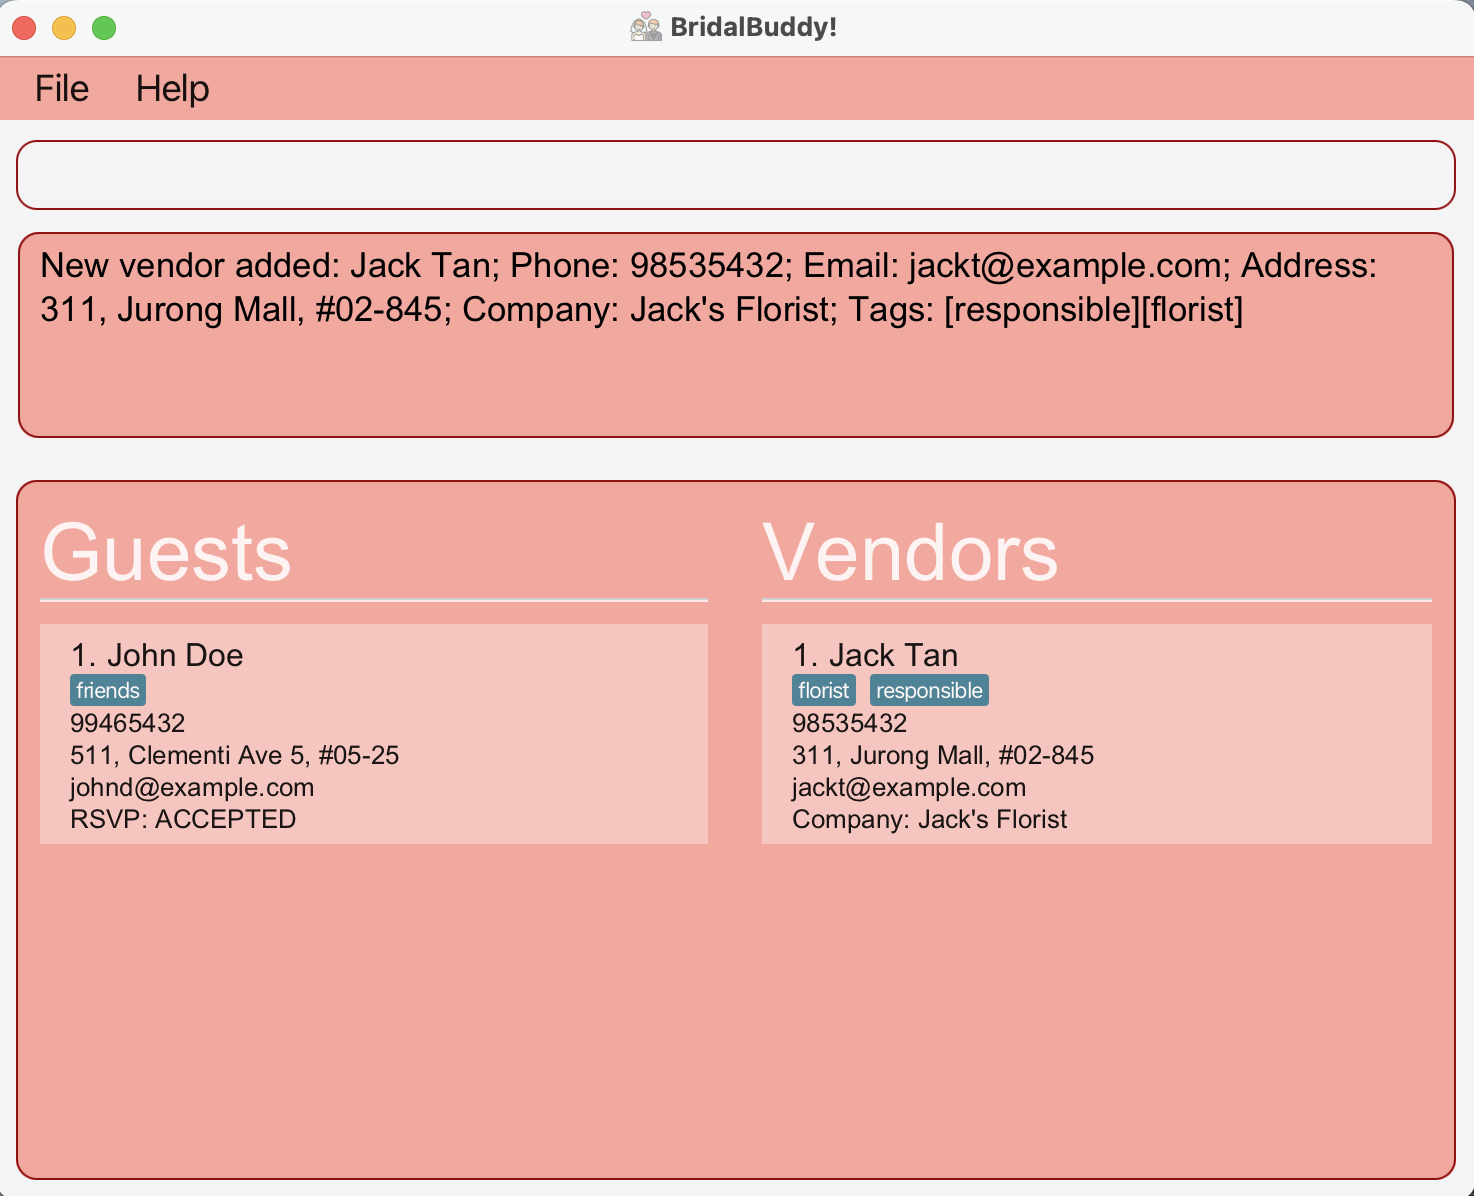 BridalBuddy!
File Help
New vendor added: Jack Tan; Phone: 98535432; Email: jackt@example.com; Address:
311, Jurong Mall, #02-845; Company: Jack's Florist; Tags: [responsible][florist]
Guests
1. John Doe
friends
99465432
511, Clementi Ave 5, #05-25
johnd@example.com
RSVP: ACCEPTED
Vendors
1. Jack Tan
florist responsible
98535432
311, Jurong Mall, #02-845
jackt@example.com
Company: Jack's Florist